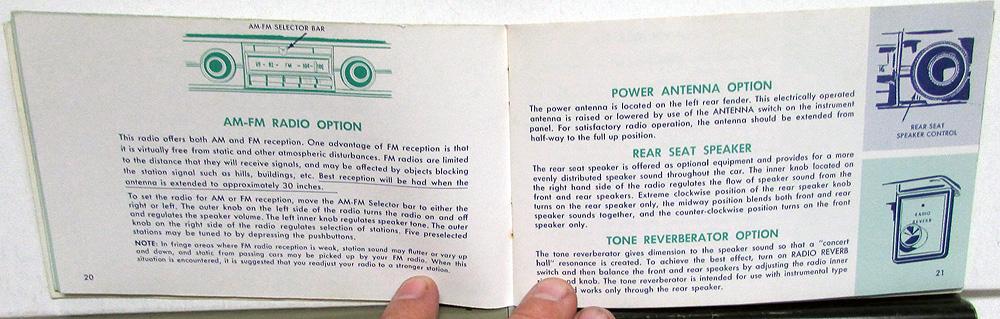 AM-FM SELECTOR BAR
AM-FM RADIO OPTION
This radio offers both AM and FM reception. One advantage of FM reception is that
it is virtually free from static and other atmospheric disturbances. FM radios are limited
to the distance that they will receive signals, and may be affected by objects blocking
the station signal such as hills, buildings, etc. Best reception will be had when the
antenna is extended to approximately 30 inches.
To set the radio for AM or FM reception, move the AM-FM Selector bar to either the
right or left. The outer knob on the left side of the radio turns the radio on and off
and regulates the speaker volume. The left inner knob regulates speaker tone. The outer
knob on the right side of the radio regulates selection of stations. Five preselected
stations may be tuned to by depressing the pushbuttons.
NOTE: In fringe areas where FM radio reception is weak, station sound may flutter or vary up
and down, and static from passing cars may be picked up by your FM radio. When this
situation is encountered, it is suggested that you readjust your radio to a stronger station.
20
POWER ANTENNA OPTION
The power antenna is located on the left rear fender. This electrically operated
antenna is raised or lowered by use of the ANTENNA switch on the instrument
panel. For satisfactory radio operation, the antenna should be extended from
half-way to the full up position.
REAR SEAT SPEAKER
The rear seat speaker is offered as optional equipment and provides for a more
evenly distributed speaker sound throughout the car. The inner knob located on
the right hand side of the radio regulates the flow of speaker sound from the
front and rear speakers. Extreme clockwise position of the rear speaker knob
turns on the rear speaker only, the midway position blends both front and rear
speaker sounds together, and the counter-clockwise position turns on the front
speaker only.
TONE REVERBERATOR OPTION
The tone reverberator gives dimension to the speaker sound so that a "concert
hall" resonance is created. To achieve the best effect, turn on RADIO REVERB
switch and then balance the front and rear speakers by adjusting the radio inner
knob. The tone reverberator is intended for use with instrumental type
works only through the rear speaker.
REAR SEAT
SPEAKER CONTROL
RADIO
REVERB
21